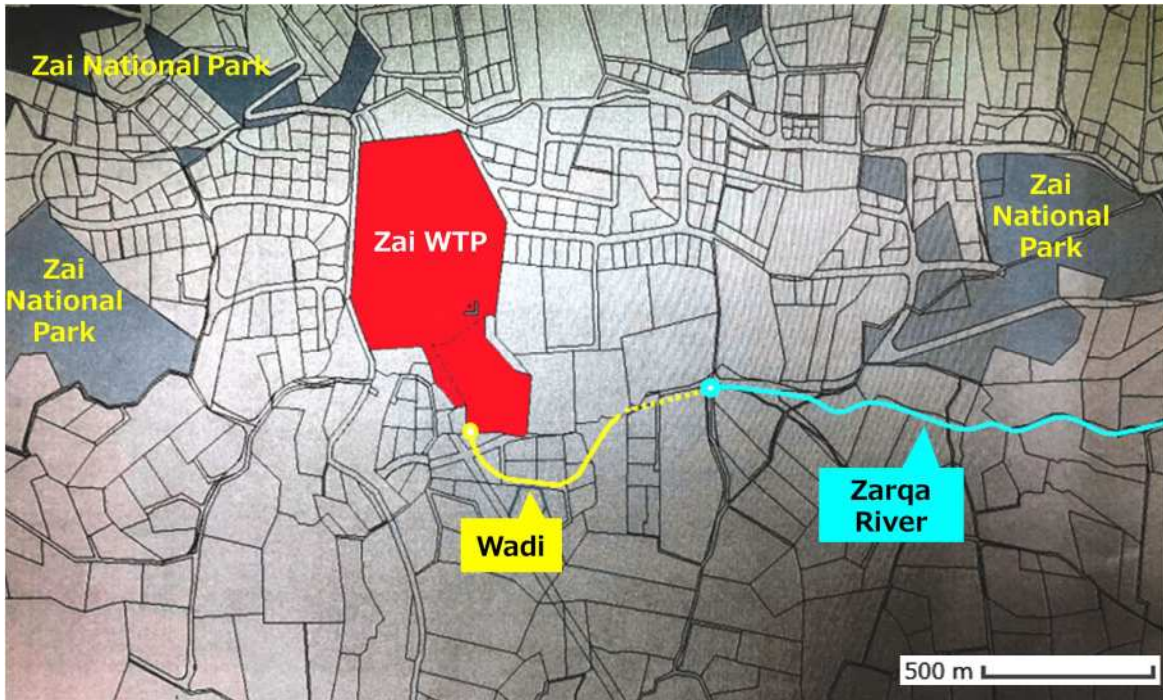 Zai National Park
Zai WTP
Zai
National
Park
Zai
National
Park
Wadi
Zarqa
River
500 m